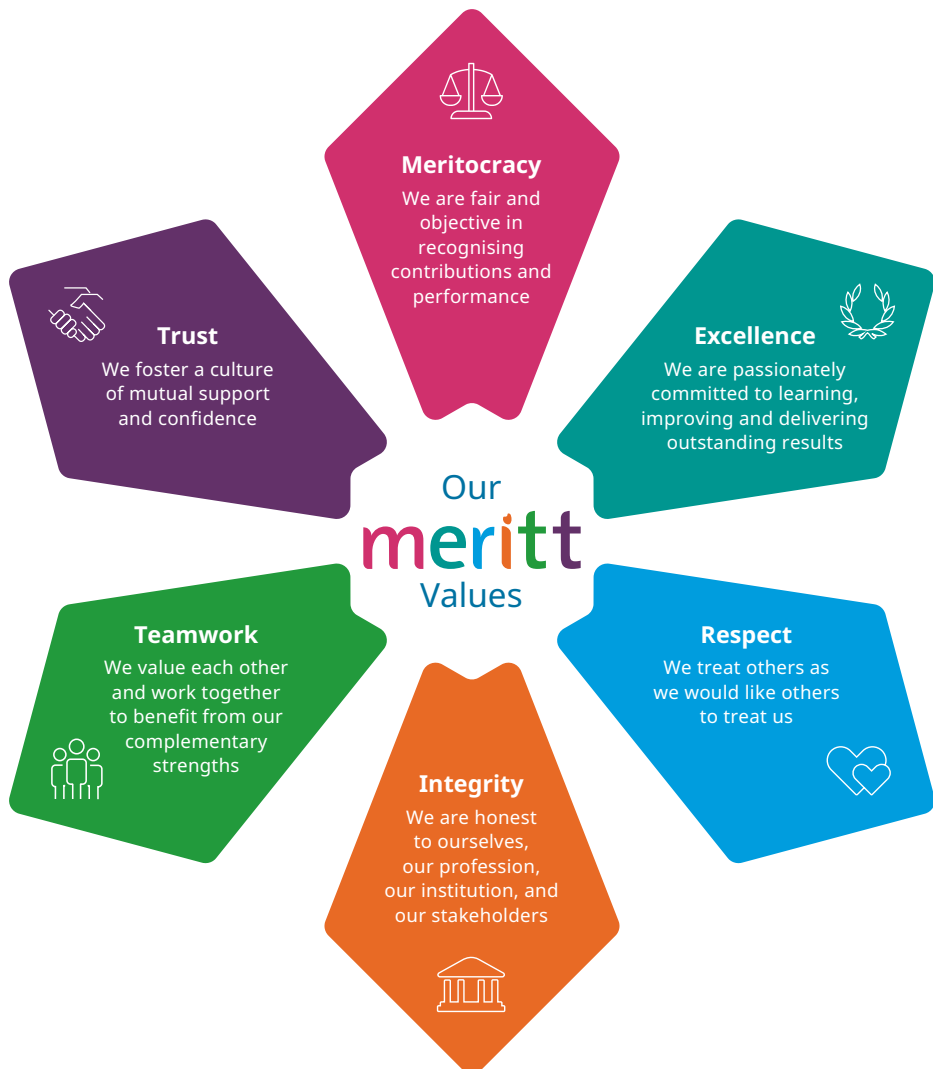 Meritocracy
We are fair and
objective in
recognising
contributions and
performance
Excellence
We are passionately
committed to learning,
improving and delivering
outstanding results
Respect
We treat others as
we would like others
to treat us
Integrity
We are honest
to ourselves,
our profession,
our institution, and
our stakeholders
Teamwork
We value each other
and work together
to benefit from our
complementary
strengths
Trust
We foster a culture
of mutual support
and confidence
Our
meritt
Values